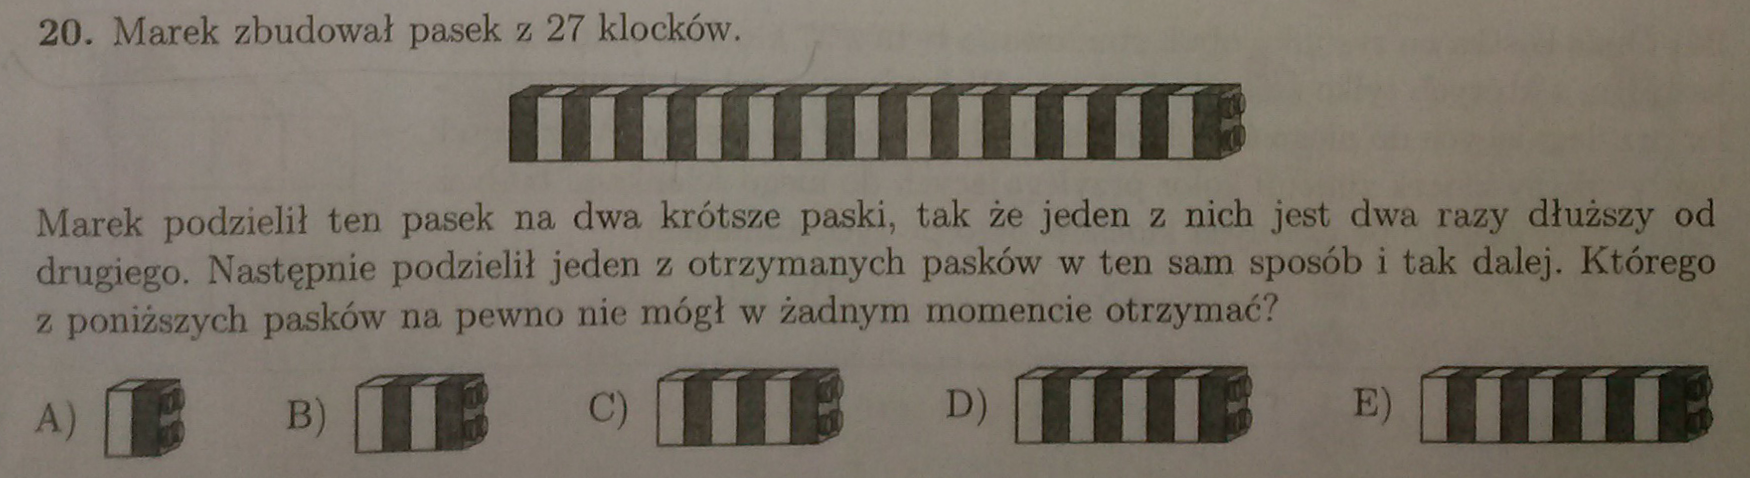 20. Marek zbudował pasek z 27 klocków.
Marek podzielił ten pasek na dwa krótsze paski, tak że jeden z nich jest dwa razy dłuższy od
drugiego. Następnie podzielił jeden z otrzymanych pasków w ten sam sposób i tak dalej. Którego
z poniższych pasków na pewno nie mógł w żadnym momencie otrzymać?
A) B) C) D) E)